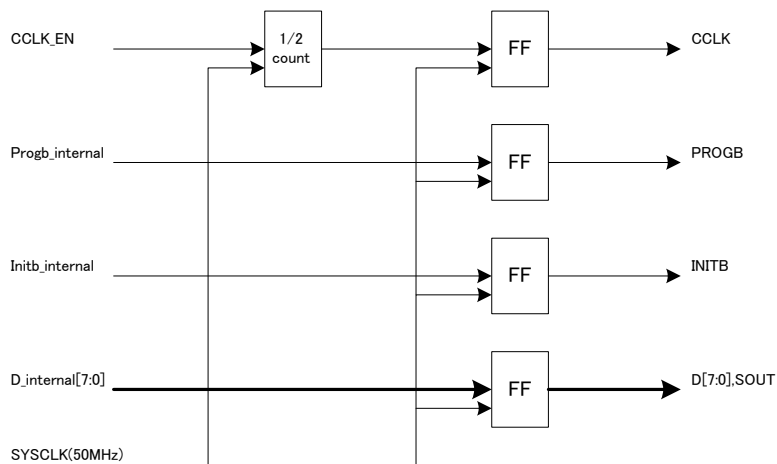 CCLK_EN
1/2
count
FF
CCLK
Progb_internal
FF
PROGB
Initb_internal
FF
INITB
D_internal[7:0]
FF
D[7:0],SOUT
SYSCLK(50MHz)